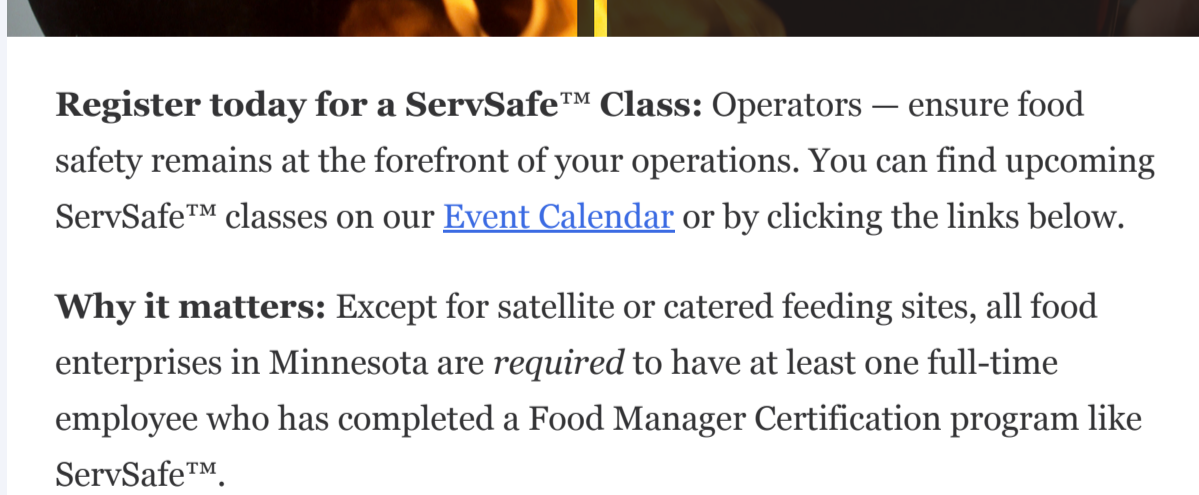 Register today for a ServSafe™ Class: Operators — ensure food
safety remains at the forefront of your operations. You can find upcoming
ServSafe™ classes on our Event Calendar or by clicking the links below.
Why it matters: Except for satellite or catered feeding sites, all food
enterprises in Minnesota are required to have at least one full-time
employee who has completed a Food Manager Certification program like
ServSafe™.